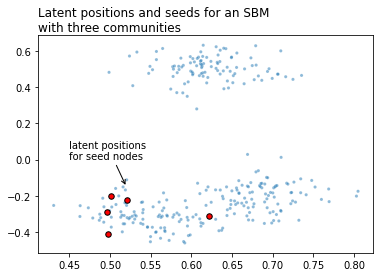 Latent positions and seeds for an SBM
with three communities
0.6
0.4
0.2
0.0
−0.2
−0.4
latent positions
for seed nodes
0.45 0.50 0.55 0.60 0.65 0.70 0.75 0.80